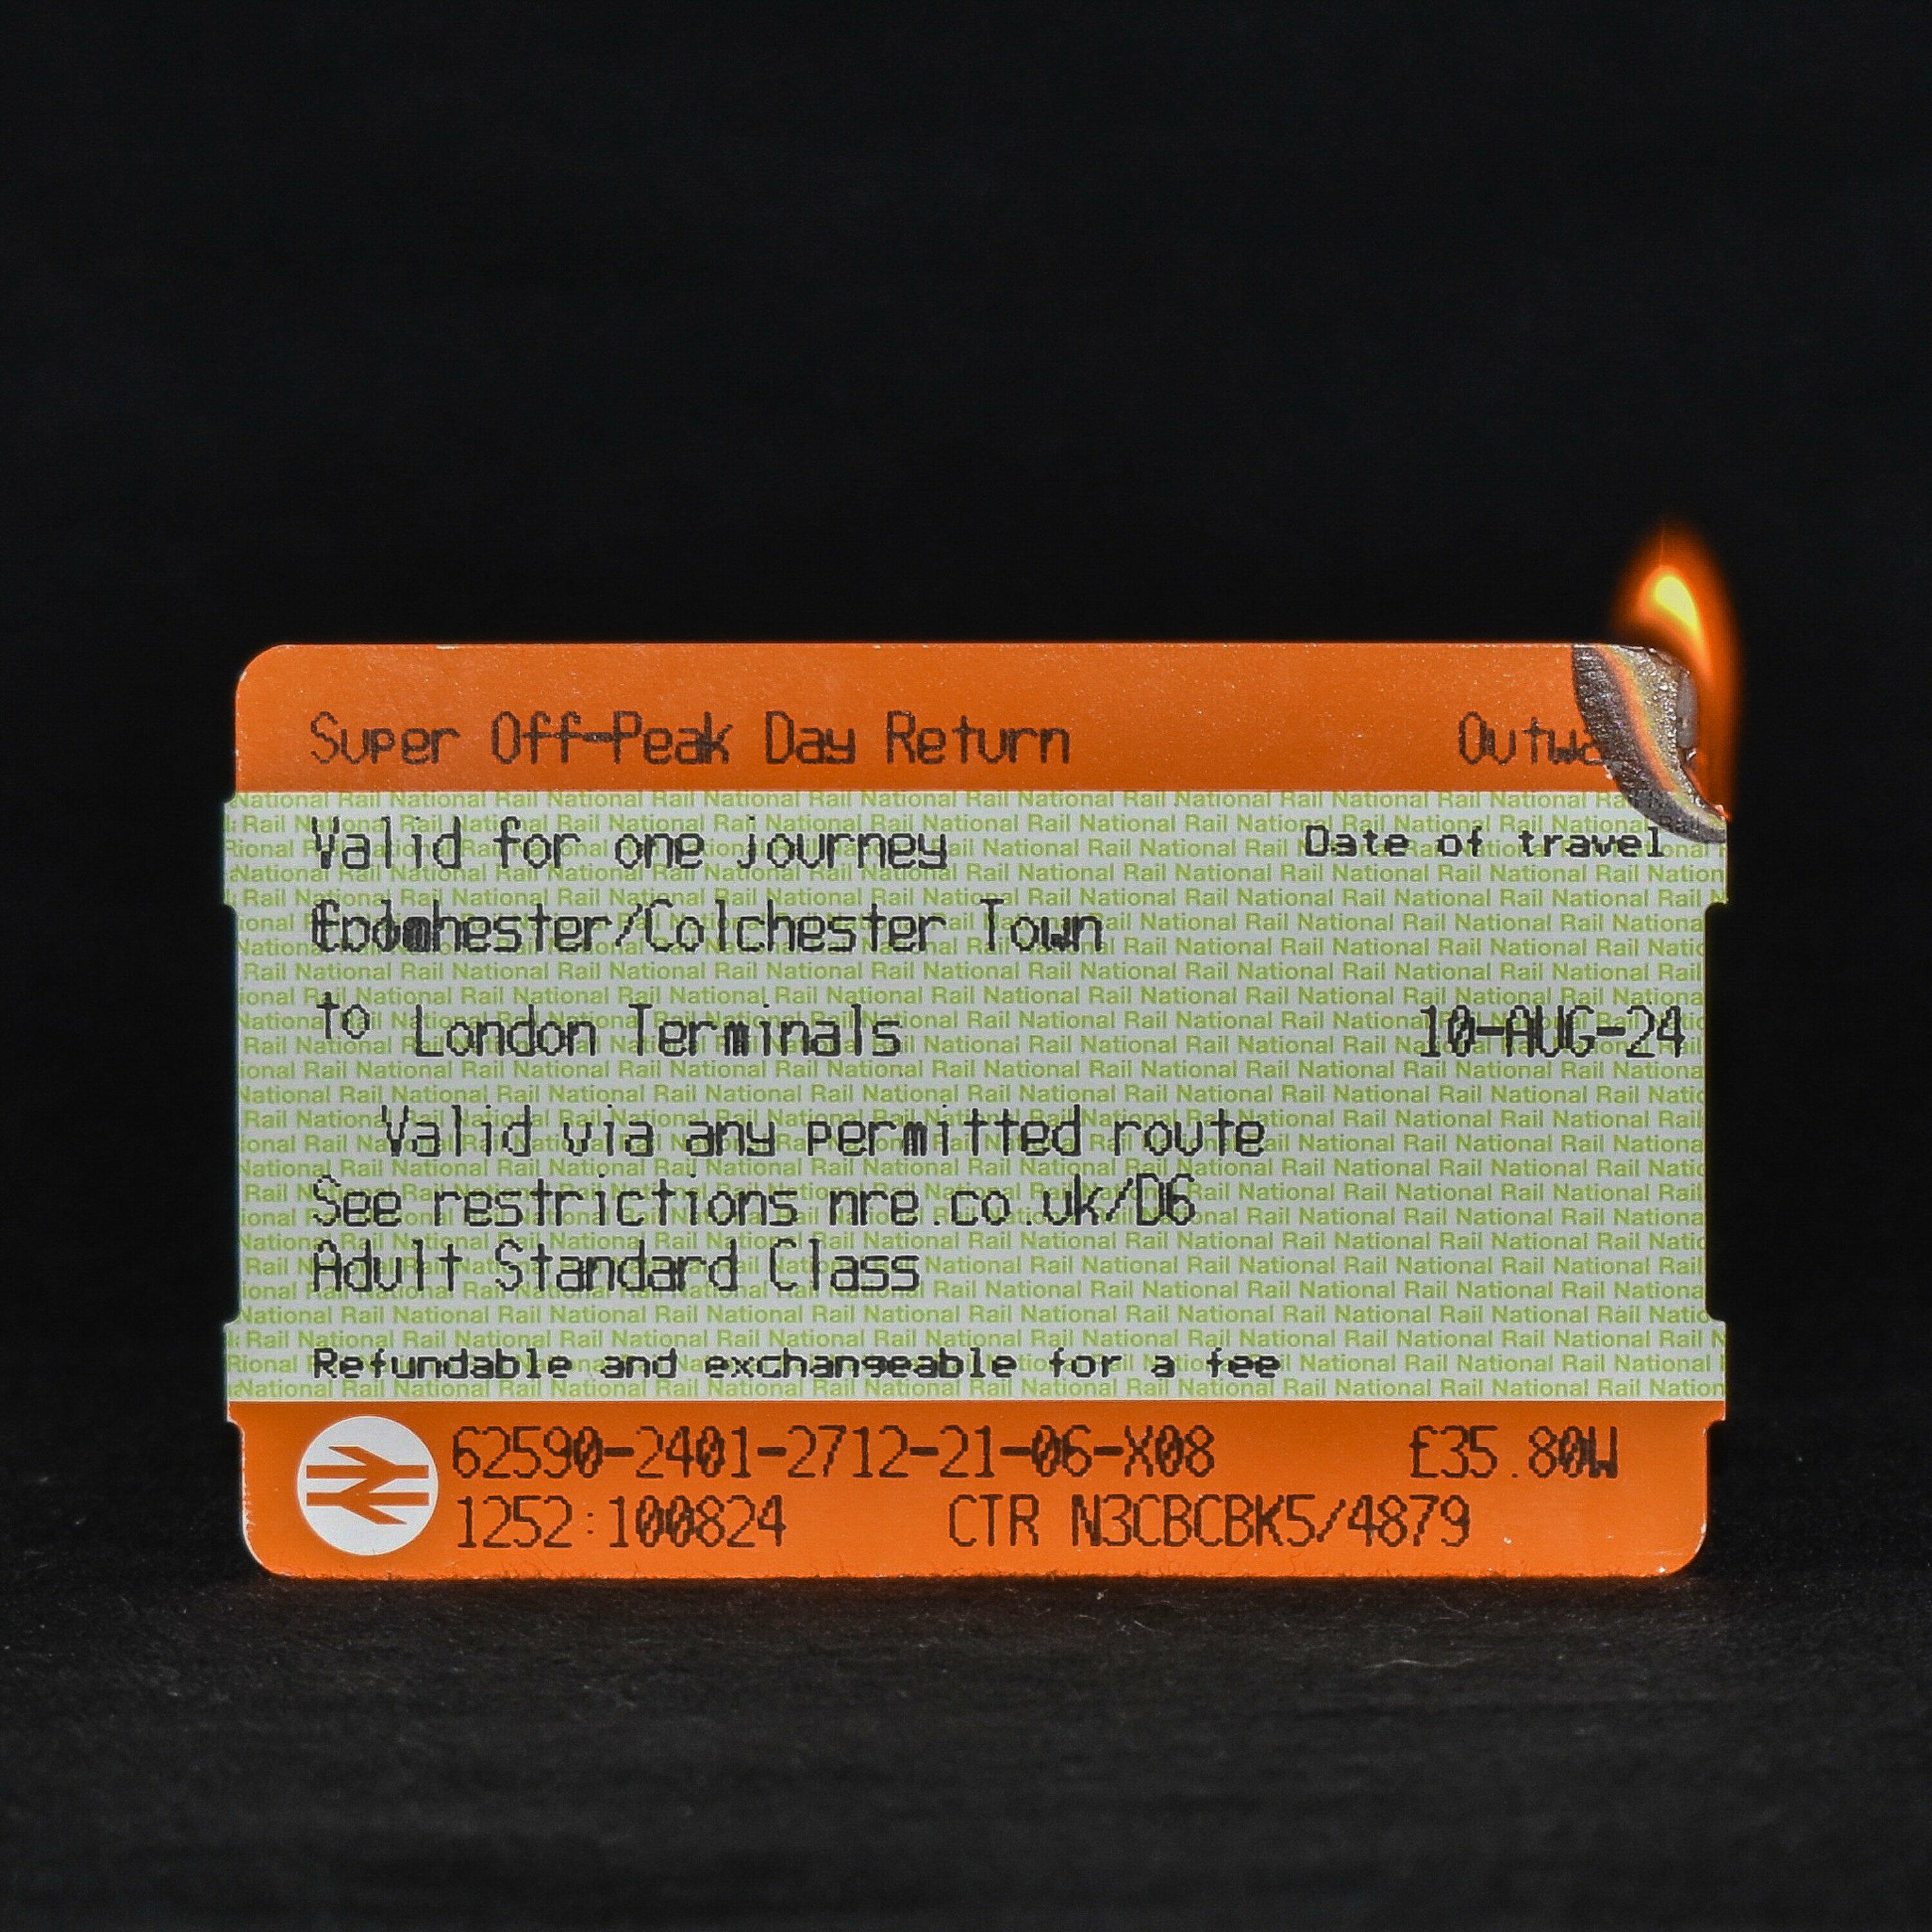 Super Off-Peak Day Return Outwa
Valid for one journey Date of travel
Colchester/Colchester Town
to London Terminals 10-AUG-24
Valid via any permitted route
See restrictions nre.co.uk/D6
Adult Standard Class
Refundable and exchangeable for a fee
62590-2401-2712-21-06-X08 £35.80W
1252:100824 CTR N3CBCBK5/4879